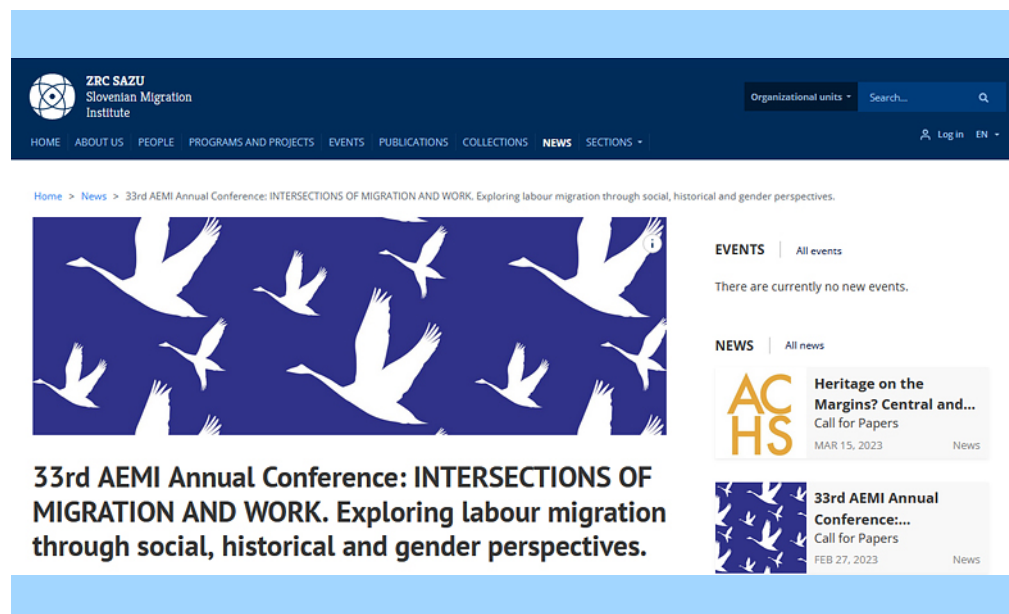 ZRC SAZU
Slovenian Migration
Institute
Organizational units
Search...
HOME ABOUT US PEOPLE PROGRAMS AND PROJECTS EVENTS PUBLICATIONS COLLECTIONS NEWS SECTIONS
Log in EN
Home > News > 33rd AEMI Annual Conference: INTERSECTIONS OF MIGRATION AND WORK. Exploring labour migration through social, historical and gender perspectives.
i
33rd AEMI Annual Conference: INTERSECTIONS OF
MIGRATION AND WORK. Exploring labour migration
through social, historical and gender perspectives.
EVENTS All events
There are currently no new events.
NEWS All news
AC
HS
Heritage on the
Margins? Central and...
Call for Papers
MAR 15, 2023 News
33rd AEMI Annual
Conference:...
Call for Papers
FEB 27, 2023 News